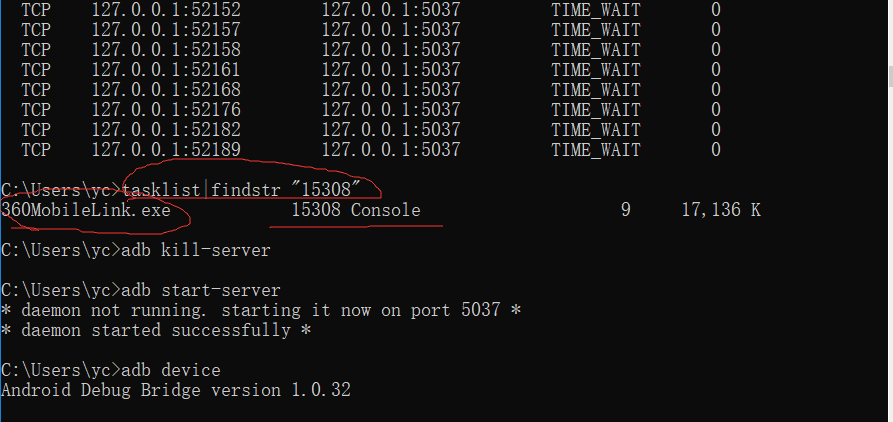 TCP 127.0.0.1:52152 127.0.0.1:5037 TIME_WAIT 0
TCP 127.0.0.1:52157 127.0.0.1:5037 TIME_WAIT 0
TCP 127.0.0.1:52158 127.0.0.1:5037 TIME_WAIT 0
TCP 127.0.0.1:52161 127.0.0.1:5037 TIME_WAIT 0
TCP 127.0.0.1:52168 127.0.0.1:5037 TIME_WAIT 0
TCP 127.0.0.1:52176 127.0.0.1:5037 TIME_WAIT 0
TCP 127.0.0.1:52182 127.0.0.1:5037 TIME_WAIT 0
TCP 127.0.0.1:52189 127.0.0.1:5037 TIME_WAIT 0
C:\Users\yc>tasklist|findstr "15308"
360MobileLink.exe 15308 Console 9 17,136 K
C:\Users\yc>adb kill-server
C:\Users\yc>adb start-server
* daemon not running. starting it now on port 5037 *
* daemon started successfully *
C:\Users\yc>adb device
Android Debug Bridge version 1.0.32